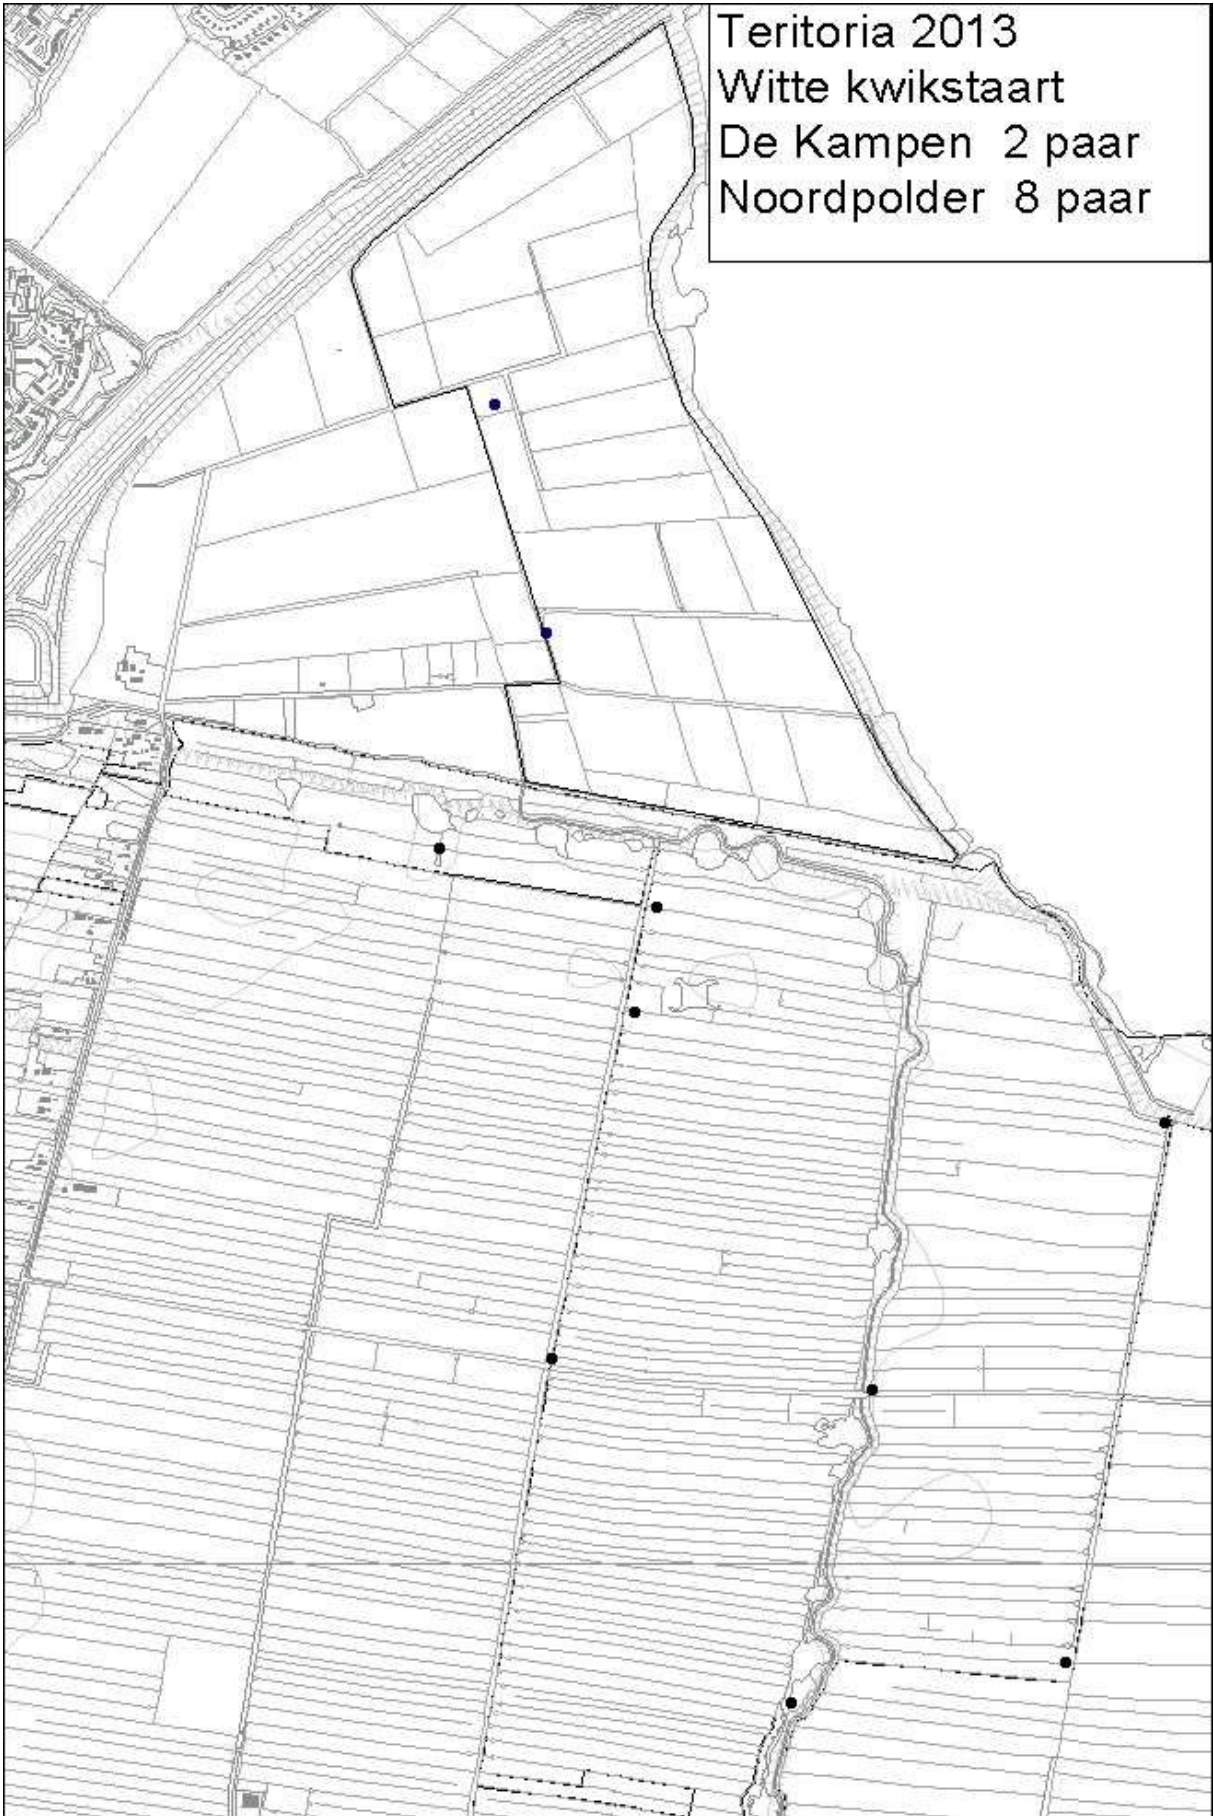 Teritoria 2013
Witte kwikstaart
De Kampen 2 paar
Noordpolder 8 paar